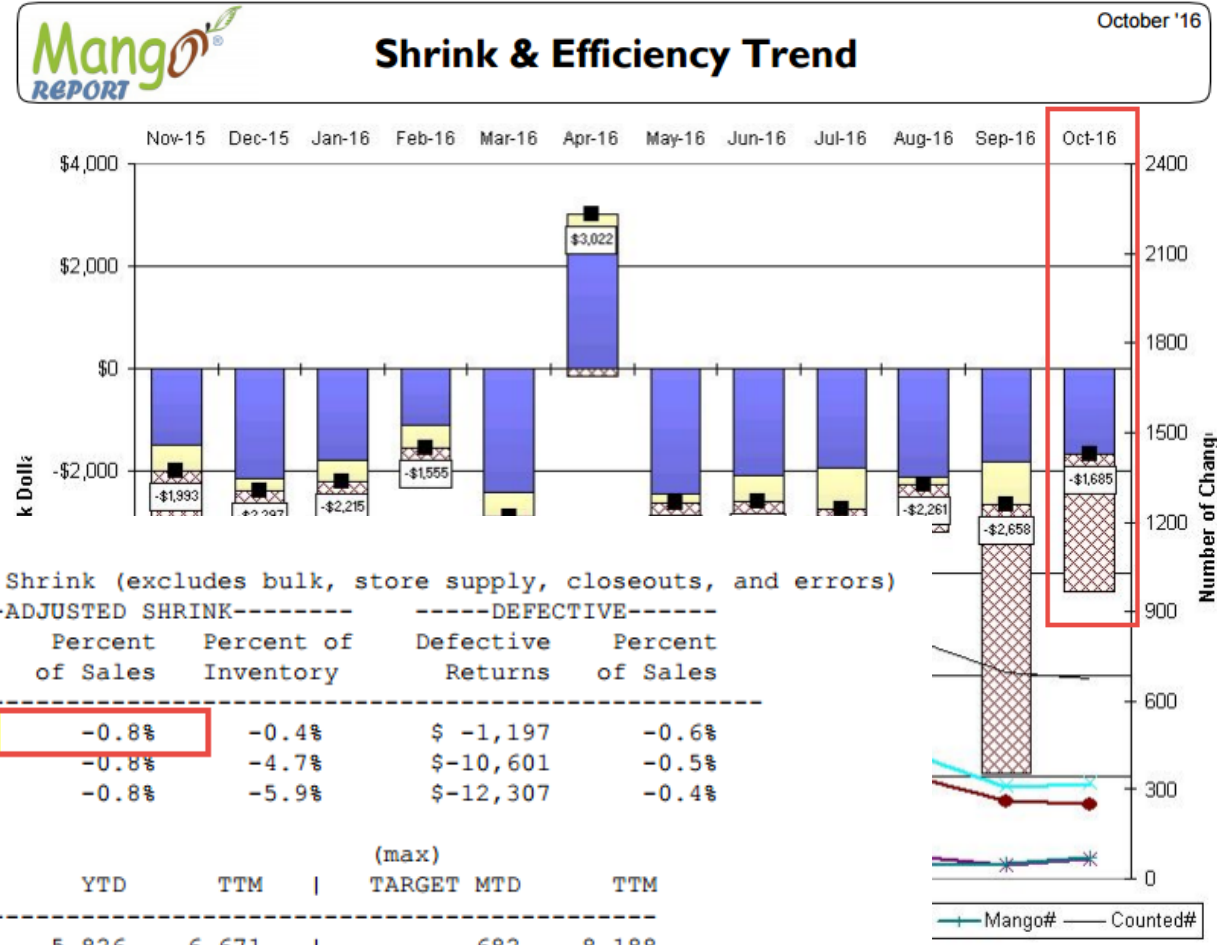 Mango®
REPORT
Shrink & Efficiency Trend
October '16
Nov-15 Dec-15 Jan-16 Feb-16 Mar-16 Apr-16 May-16 Jun-16 Jul-16 Aug-16 Sep-16 Oct-16
$4,000 2400
$3,022
$2,000 2100
1800
$0
1500
-$2,000
-$1,993 -$2,215 -$1,555 -$2,261 -$1,685
-$2,658
1200
Number of Chang
k Doll
900
600
300
0
Shrink (excludes bulk, store supply, closeouts, and errors)
-ADJUSTED SHRINK-------- -----DEFECTIVE------
Percent Percent of Defective Percent
of Sales Inventory Returns of Sales
-0.8% -0.4% $ -1,197 -0.6%
-0.8% -4.7% $-10,601 -0.5%
-0.8% -5.9% $-12,307 -0.4%
(max)
YTD TTM | TARGET MTD TTM
Mango# Counted#